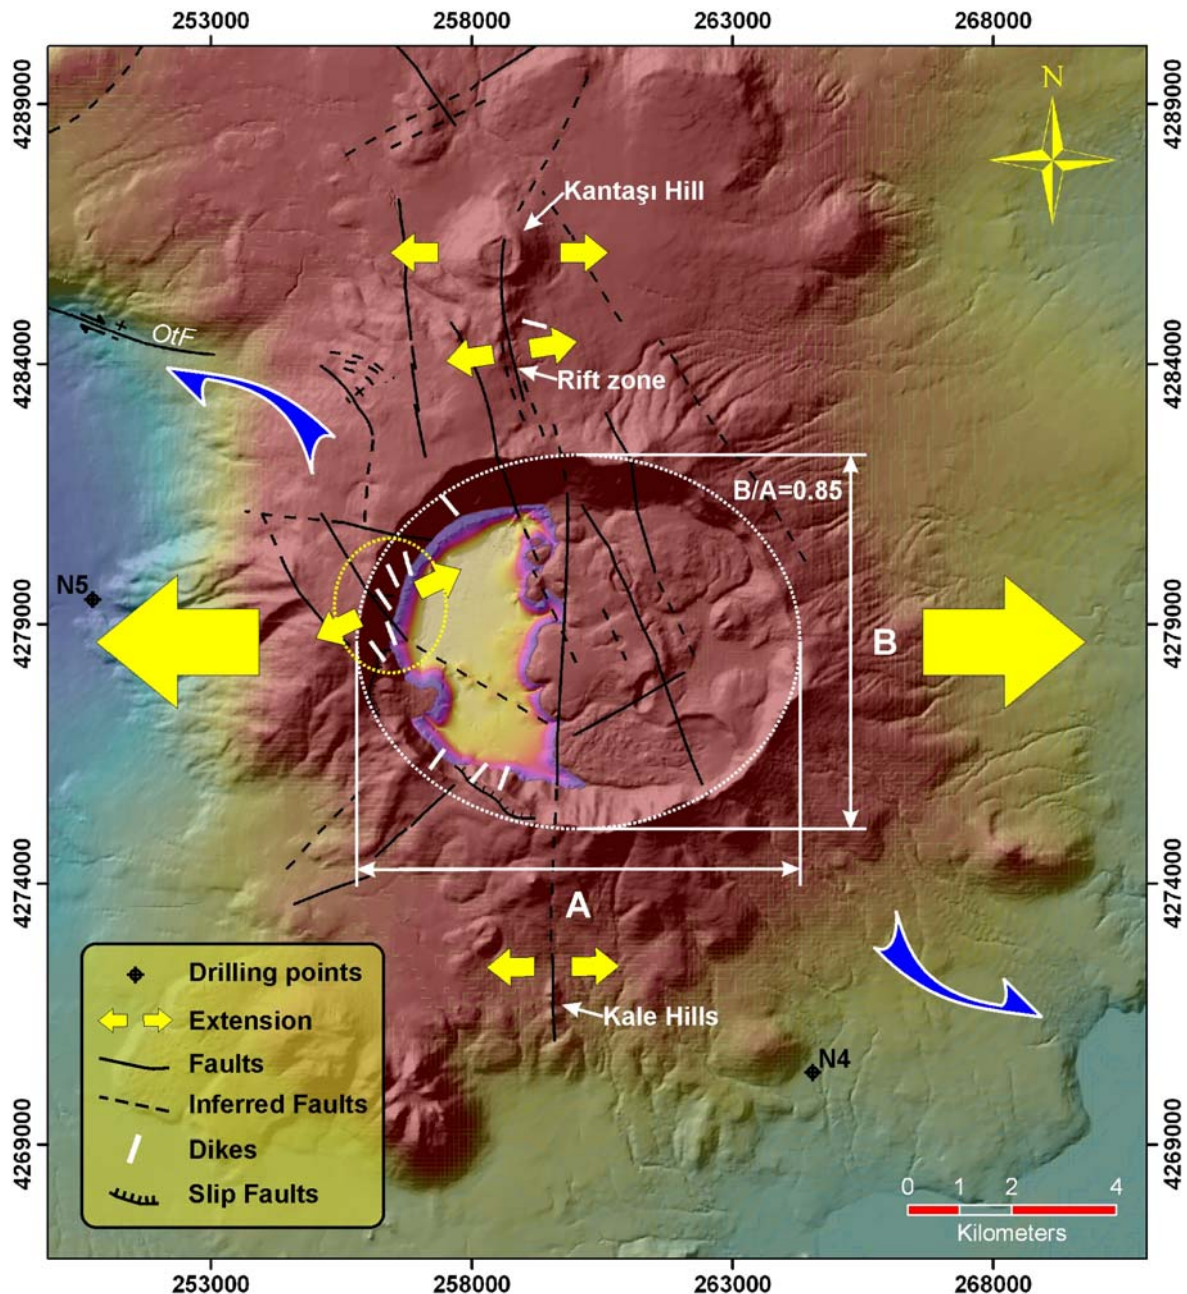 253000
258000
263000
268000
4289000
4289000
N
Kantaşı Hill
OtF
4284000
4284000
Rift zone
B/A=0.85
N5
4279000
4279000
B
4274000
4274000
A
Drilling points
Extension
Kale Hills
Faults
N4
Inferred Faults
4269000
4269000
Dikes
Slip Faults
0 1 2 4
Kilometers
253000
258000
263000
268000